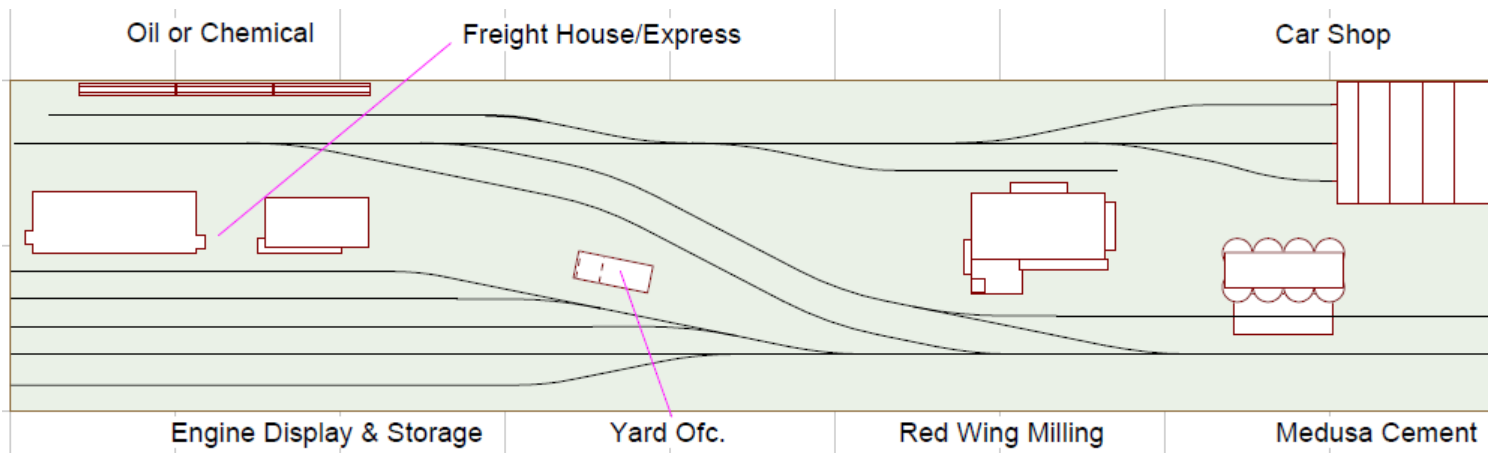 Oil or Chemical
Freight House/Express
Car Shop
Engine Display & Storage
Yard Ofc.
Red Wing Milling
Medusa Cement